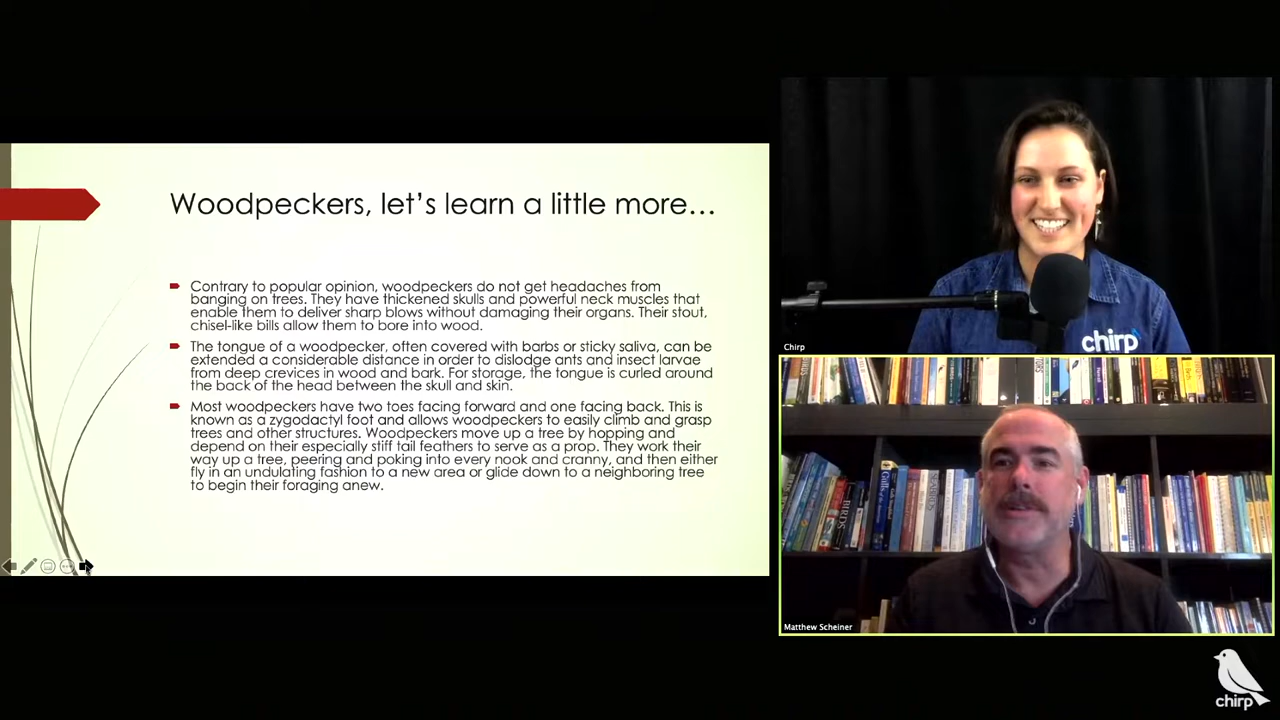 Woodpeckers, let's learn a little more...
Contrary to popular opinion, woodpeckers do not get headaches from
banging on trees. They have thickened skulls and powerful neck muscles that
enable them to deliver sharp blows without damaging their organs. Their stout,
chisel-like bills allow them to bore into wood.
The tongue of a woodpecker, often covered with barbs or sticky saliva, can be
extended a considerable distance in order to dislodge ants and insect larvae
from deep crevices in wood and bark. For storage, the tongue is curled around
the back of the head between the skull and skin.
Most woodpeckers have two toes facing forward and one facing back. This is
known as a zygodactyl foot and allows woodpeckers to easily climb and grasp
trees and other structures. Woodpeckers move up a tree by hopping and
depend on their especially stiff tail feathers to serve as a prop. They work their
way up a tree, peering and poking into every nook and cranny, and then either
fly in an undulating fashion to a new area or glide down to a neighboring tree
to begin their foraging anew.
chirp
Chirp
BIRDS
Matthew Scheiner
chirp